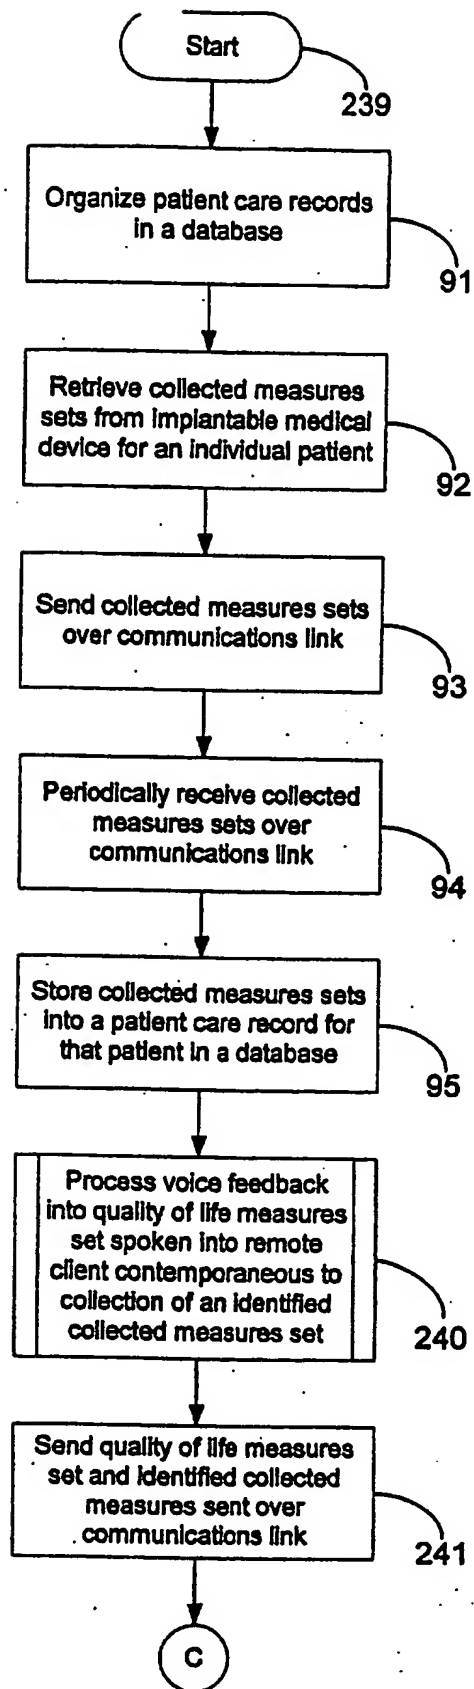 Start
239
Organize patient care records
in a database
91
Retrieve collected measures
sets from implantable medical
device for an individual patient
92
Send collected measures sets
over communications link
93
Periodically receive collected
measures sets over
communications link
94
Store collected measures sets
into a patient care record for
that patient in a database
95
Process voice feedback
into quality of life measures
set spoken into remote
client contemporaneous to
collection of an identified
collected measures set
240
Send quality of life measures
set and identified collected
measures sent over
communications link
241
C